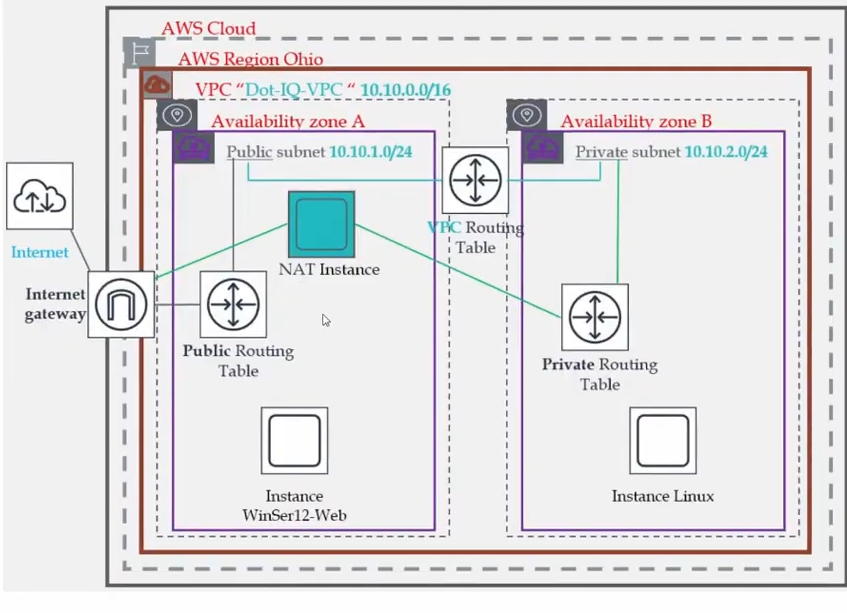 AWS Cloud
AWS Region Ohio
VPC “Dot-IQ-VPC “ 10.10.0.0/16
Availability zone A
Availability zone B
Public subnet 10.10.1.0/24
Private subnet 10.10.2.0/24
VPC Routing
Table
Internet
NAT Instance
Internet
gateway
Public Routing
Table
Private Routing
Table
Instance
WinSer12-Web
Instance Linux